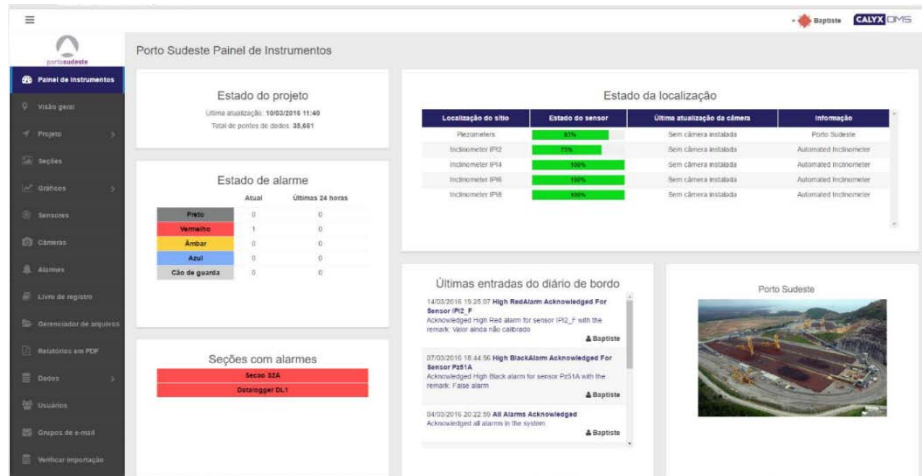 Baptiste
CALYX OMS
portosudeste
Porto Sudeste Painel de Instrumentos
Painel de Instrumentos
Visão geral
Projeto
Seções
Gráficos
Sensores
Câmeras
Alarmes
Livro de registro
Gerenciador de arquivos
Relatórios em PDF
Dados
Usuários
Grupos de e-mail
Verificar importação
Estado do projeto
Última atualização: 10/03/2016 11:40
Total de pontos de dados: 35,661
Estado de alarme
Atual Últimas 24 horas
Preto 0 0
Vermelho 1 0
Âmbar 0 0
Azul 0 0
Cão de guarda 0 0
Seções com alarmes
Secao S2A
Datalogger DL1
Estado da localização
Localização do sítio Estado do sensor Última atualização da câmera Informação
Piezometers Sem câmera instalada Porto Sudeste
Inclinometer IPI2 75% Sem câmera instalada Automated Inclinometer
Inclinometer IPI4 100% Sem câmera instalada Automated Inclinometer
Inclinometer IPI6 100% Sem câmera instalada Automated Inclinometer
Inclinometer IPI8 100% Sem câmera instalada Automated Inclinometer
Últimas entradas do diário de bordo
14/03/2016 19:25:07 High RedAlarm Acknowledged For
Sensor IPI2_F
Acknowledged High Red alarm for sensor IPI2_F with the
remark: Valor ainda não calibrado
Baptiste
07/03/2016 18:44:56 High BlackAlarm Acknowledged For
Sensor Pz51A
Acknowledged High Black alarm for sensor Pz51A with the
remark: False alarm
Baptiste
04/03/2016 20:22:59 All Alarms Acknowledged
Acknowledged all alarms in the system.
Baptiste
Porto Sudeste